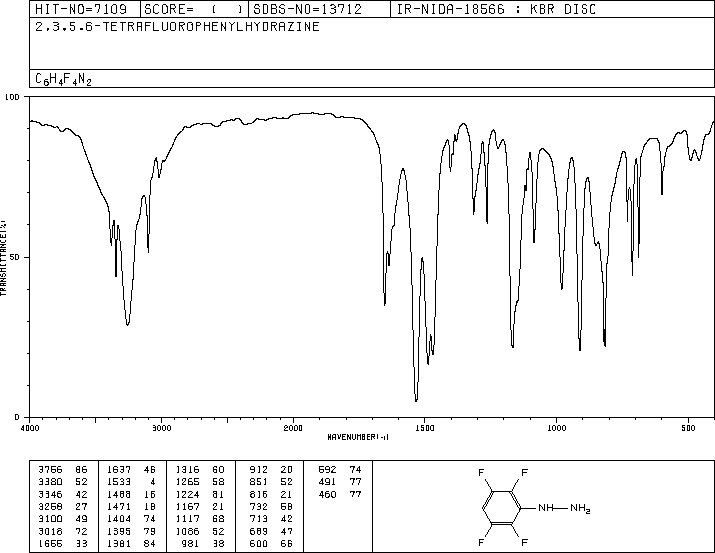 HIT-NO=7109 SCORE= ( ) SDBS-NO=13712 IR-NIDA-18566 : KBR DISC
2,3,5,6-TETRAFLUOROPHENYLHYDRAZINE
C6H4F4N2
100
50
0
TRANSMITTANCE(%)
4000 3000 2000 1500 1000 500
WAVENUMBER(-1)
3756 86 1637 46 1316 60 912 20 592 74
3380 52 1533 4 1265 58 851 52 491 77
3346 42 1488 16 1224 81 816 21 460 77
3258 27 1471 18 1167 21 732 58
3100 49 1404 74 1117 68 713 42
3018 72 1395 79 1086 52 689 47
1655 33 1381 84 981 38 600 66
F F
NH NH2
F F